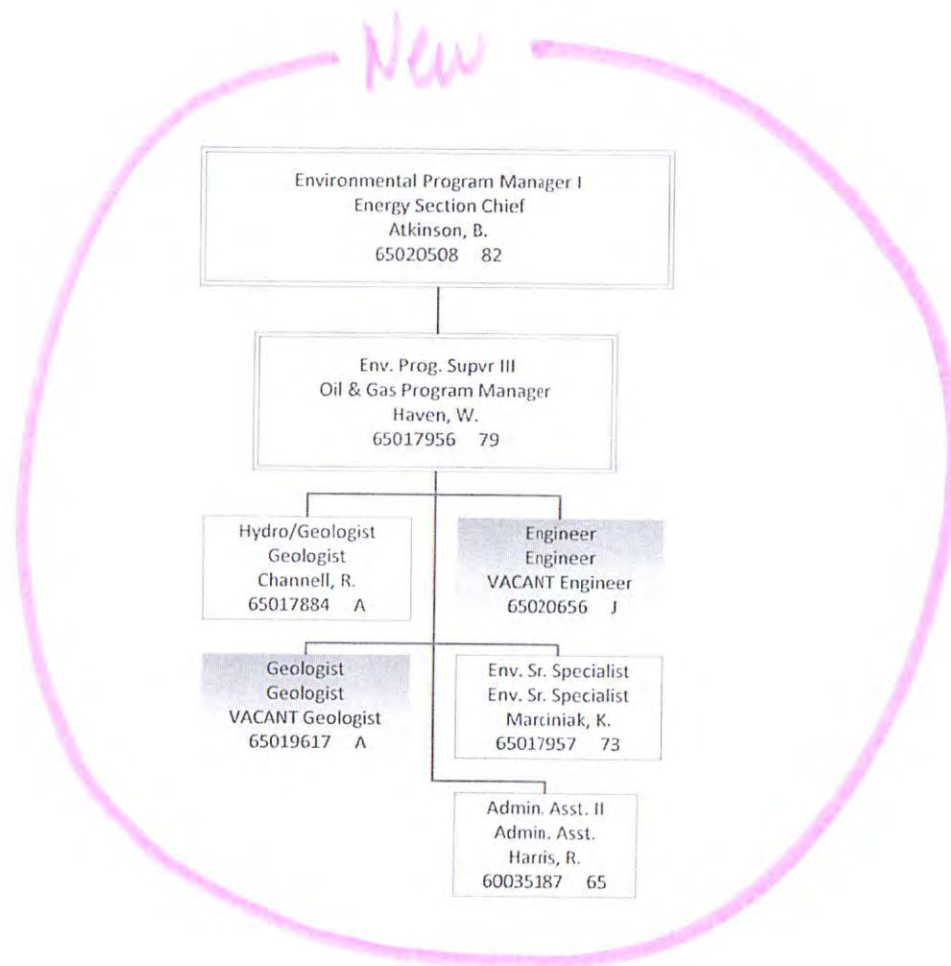 New
Environmental Program Manager I
Energy Section Chief
Atkinson, B.
65020508 82
Env. Prog. Supvr III
Oil & Gas Program Manager
Haven, W.
65017956 79
Hydro/Geologist
Geologist
Channell, R.
65017884 A
Engineer
Engineer
VACANT Engineer
65020656 J
Geologist
Geologist
VACANT Geologist
65019617 A
Env. Sr. Specialist
Env. Sr. Specialist
Marciniak, K.
65017957 73
Admin. Asst. II
Admin. Asst.
Harris, R.
60035187 65